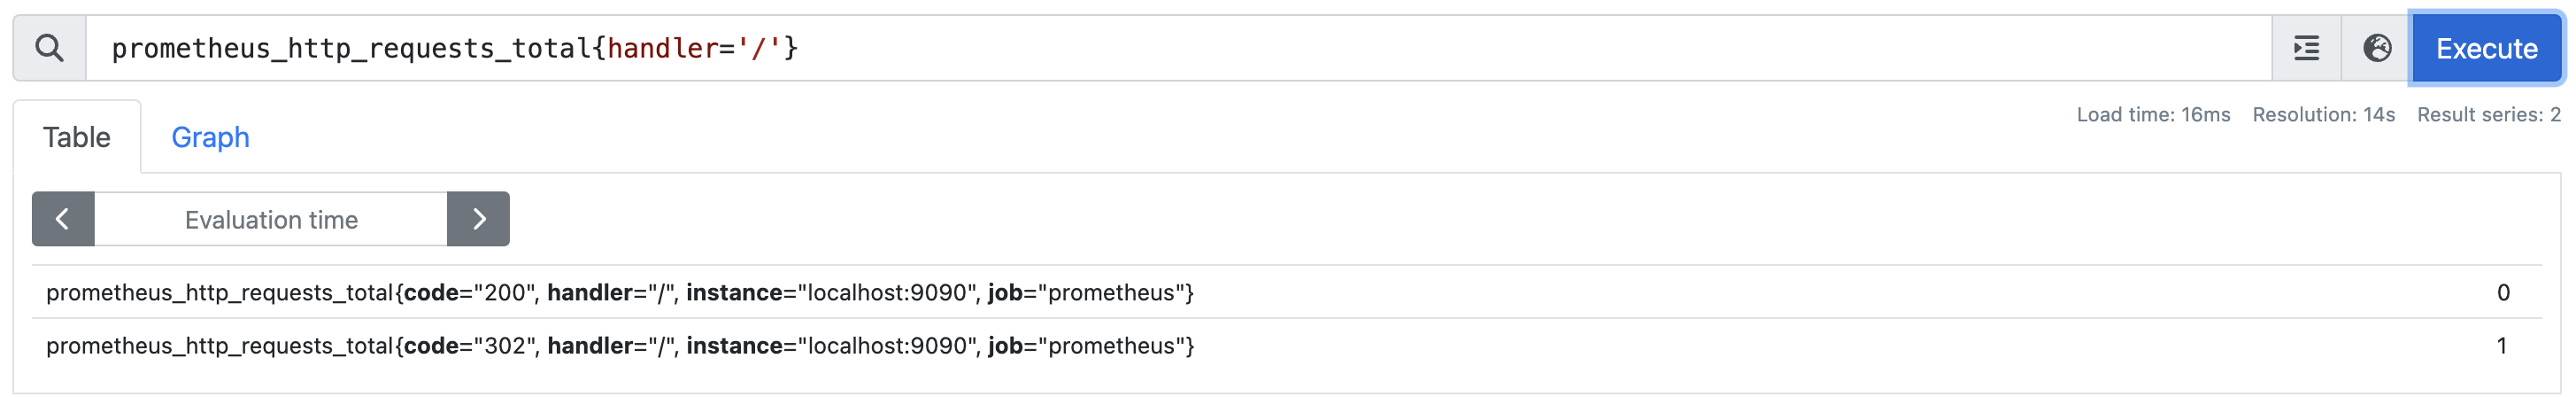 prometheus_http_requests_total{handler='/'}
Execute
Table
Graph
Load time: 16ms Resolution: 14s Result series: 2
Evaluation time
prometheus_http_requests_total{code="200", handler="/", instance="localhost:9090", job="prometheus"} 0
prometheus_http_requests_total{code="302", handler="/", instance="localhost:9090", job="prometheus"} 1